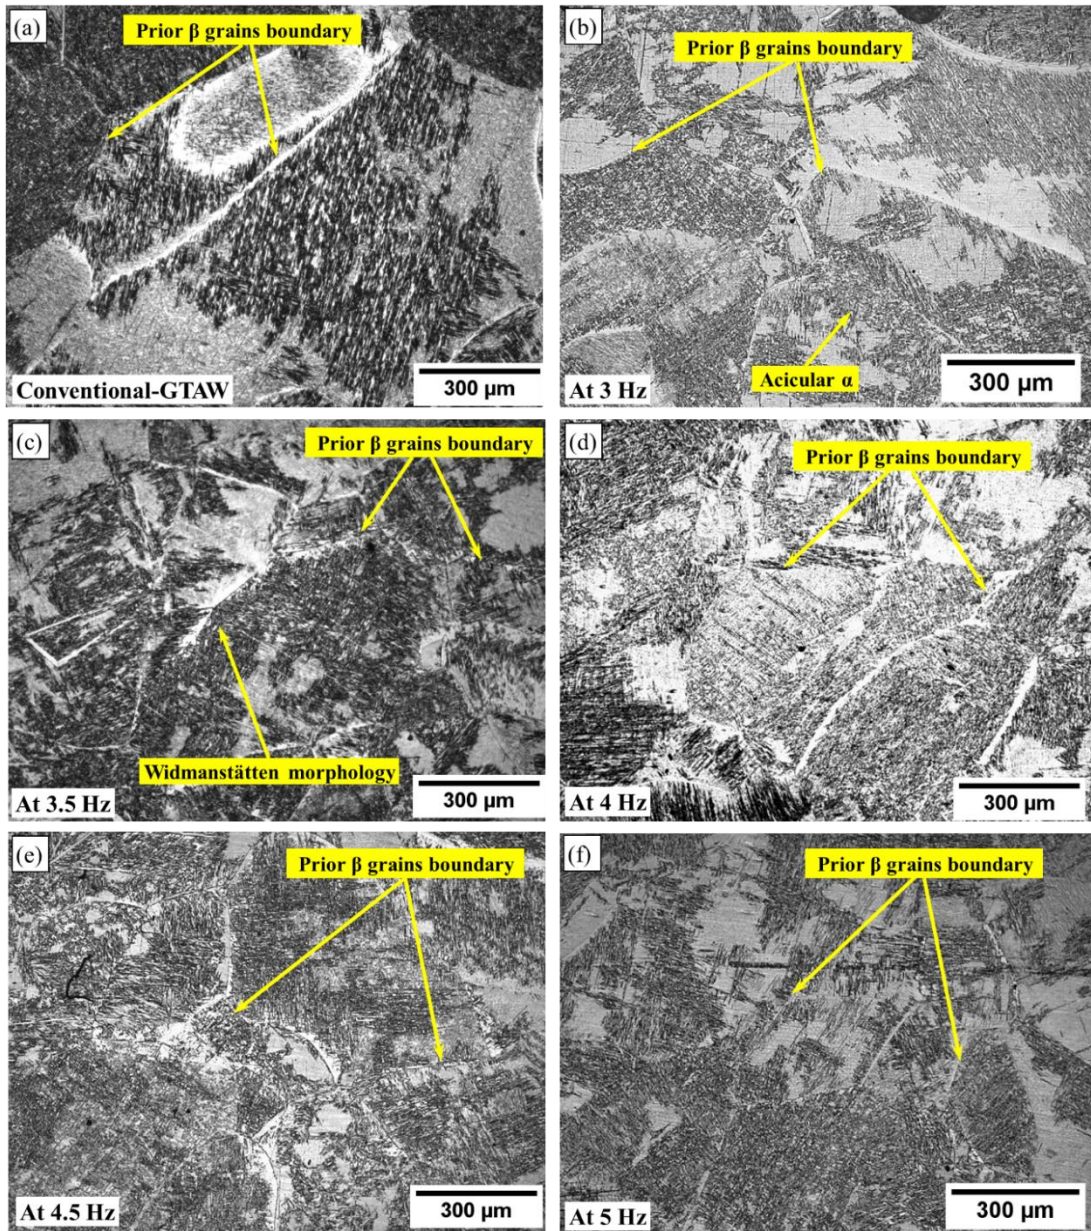 (a)
Prior β grains boundary
300 µm
Conventional-GTAW
(b)
Prior β grains boundary
Acicular α
300 µm
At 3 Hz
(c)
Prior β grains boundary
Widmanstätten morphology
300 µm
At 3.5 Hz
(d)
Prior β grains boundary
300 µm
At 4 Hz
(e)
Prior β grains boundary
300 µm
At 4.5 Hz
(f)
Prior β grains boundary
300 µm
At 5 Hz